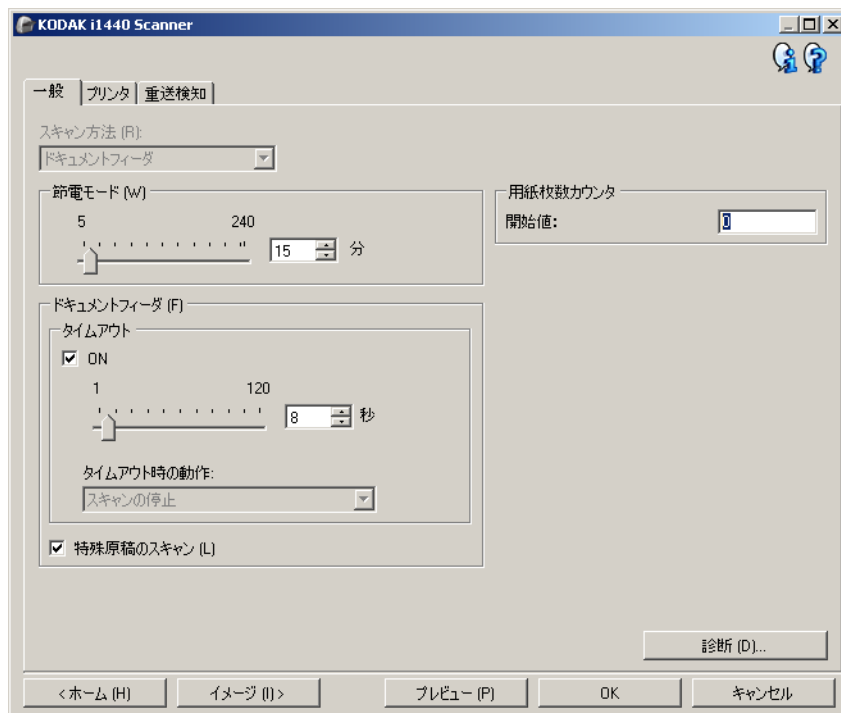 KODAK i1440 Scanner
一般
プリンタ
重送検知
スキャン方法 (R):
ドキュメントフィーダ
節電モード (W)
5 240
15 分
用紙枚数カウンタ
開始値: 0
ドキュメントフィーダ (F)
タイムアウト
ON
1 120
8 秒
タイムアウト時の動作:
スキャンの停止
特殊原稿のスキャン (L)
診断 (D)...
<ホーム (H)
イメージ (I)>
プレビュー (P)
OK
キャンセル